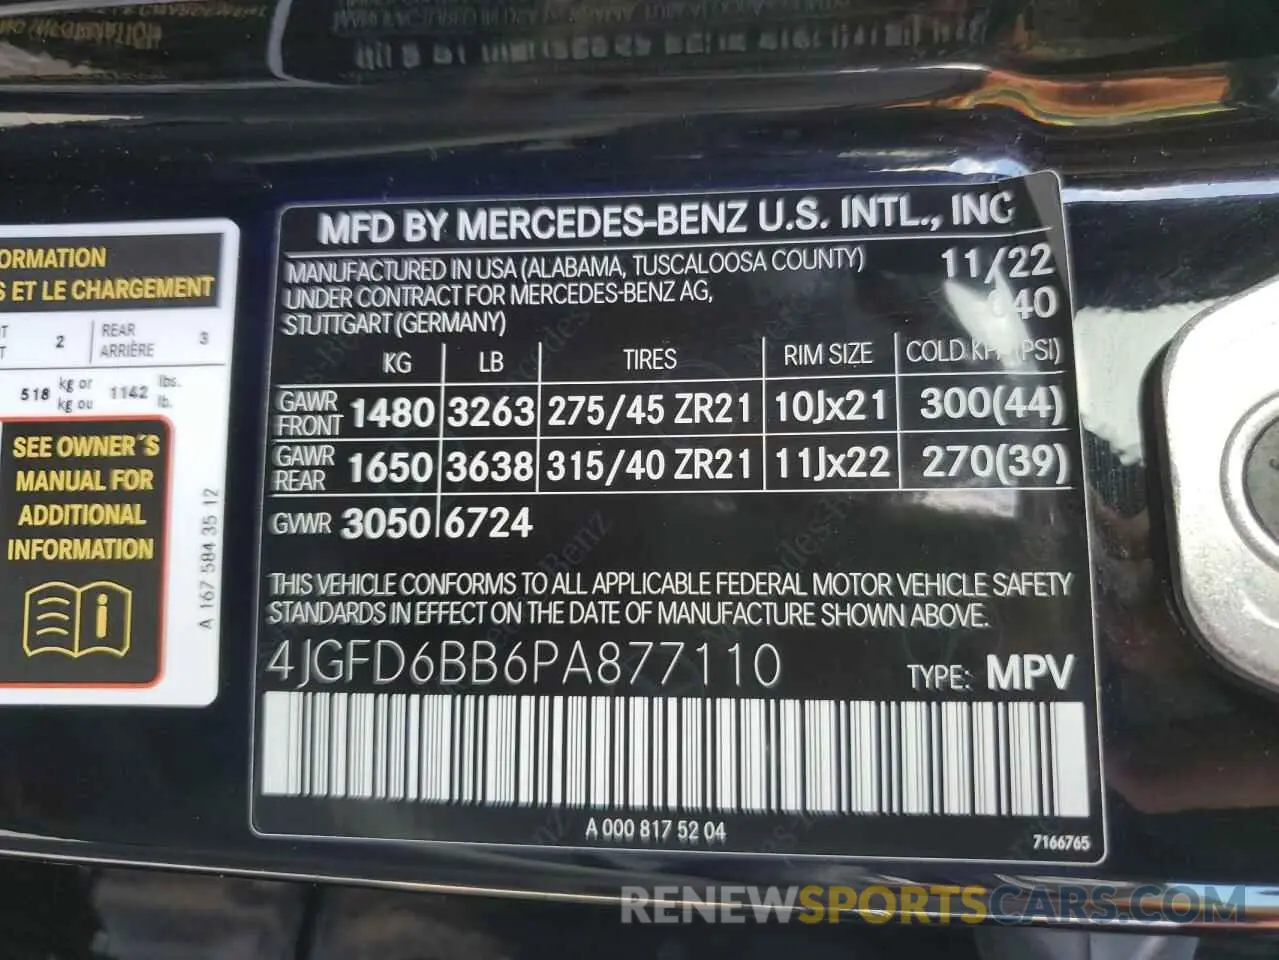 ORMATION
S ET LE CHARGEMENT
2
REAR
ARRIÈRE
3
518
kg or
kg ou
1142
lbs.
lb.
SEE OWNER´S
MANUAL FOR
ADDITIONAL
INFORMATION
A 167 584 35 12
MFD BY MERCEDES-BENZ U.S. INTL., INC
MANUFACTURED IN USA (ALABAMA, TUSCALOOSA COUNTY)
11/22
UNDER CONTRACT FOR MERCEDES-BENZ AG,
040
STUTTGART (GERMANY)
KG LB TIRES RIM SIZE COLD KPA (PSI)
GAWR FRONT 1480 3263 275/45 ZR21 10Jx21 300(44)
GAWR REAR 1650 3638 315/40 ZR21 11Jx22 270(39)
GVWR 3050 6724
THIS VEHICLE CONFORMS TO ALL APPLICABLE FEDERAL MOTOR VEHICLE SAFETY
STANDARDS IN EFFECT ON THE DATE OF MANUFACTURE SHOWN ABOVE.
4JGFD6BB6PA877110
TYPE: MPV
A 000 817 52 04
7166765
RENEWSPORTSCARS.COM